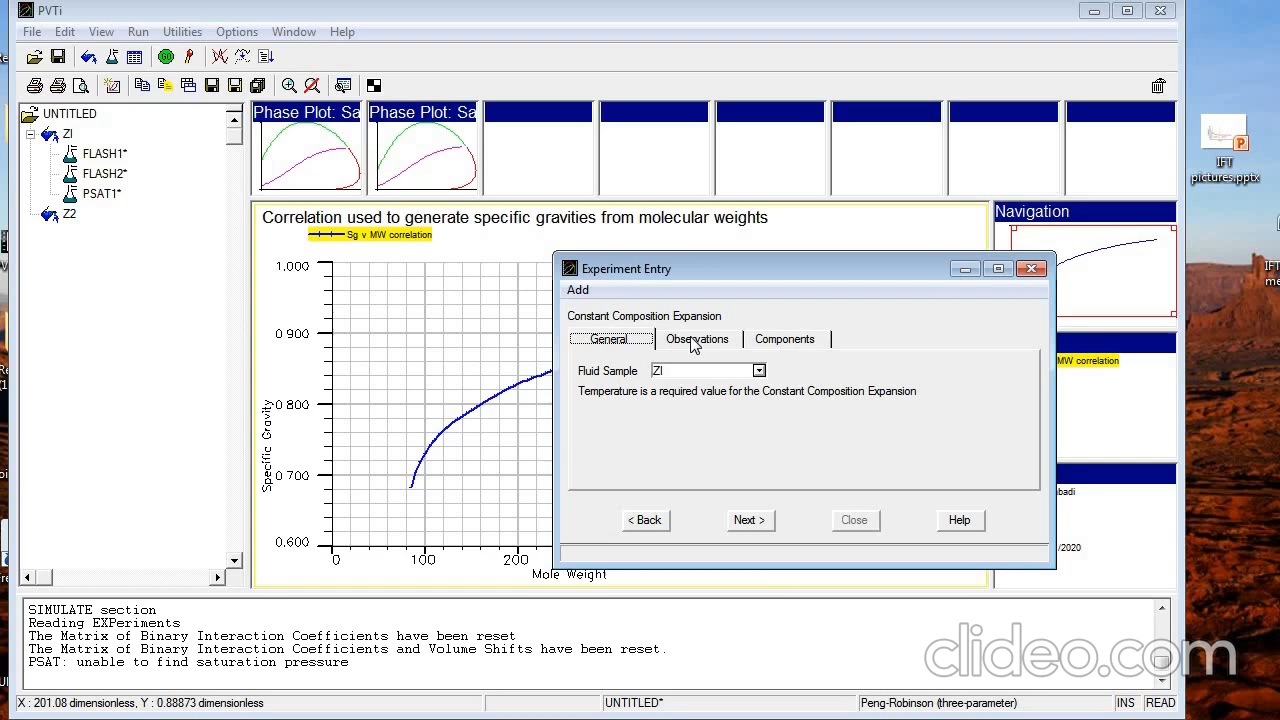 PVTi
File Edit View Run Utilities Options Window Help
UNTITLED
ZI
FLASH1*
FLASH2*
PSAT1*
Z2
Phase Plot: Sa
Phase Plot: Sa
Correlation used to generate specific gravities from molecular weights
Sg v MW correlation
1.000
0.900
0.800
0.700
0.600
Specific Gravity
0 100 200
Mole Weight
Navigation
MW correlation
/2020
Experiment Entry
Add
Constant Composition Expansion
General Observations Components
Fluid Sample ZI
Temperature is a required value for the Constant Composition Expansion
< Back Next > Close Help
SIMULATE section
Reading EXPeriments
The Matrix of Binary Interaction Coefficients have been reset
The Matrix of Binary Interaction Coefficients and Volume Shifts have been reset.
PSAT: unable to find saturation pressure
X : 201.08 dimensionless, Y : 0.88873 dimensionless
UNTITLED*
Peng-Robinson (three-parameter)
INS READ
IFT
pictures.pptx
clideo.com